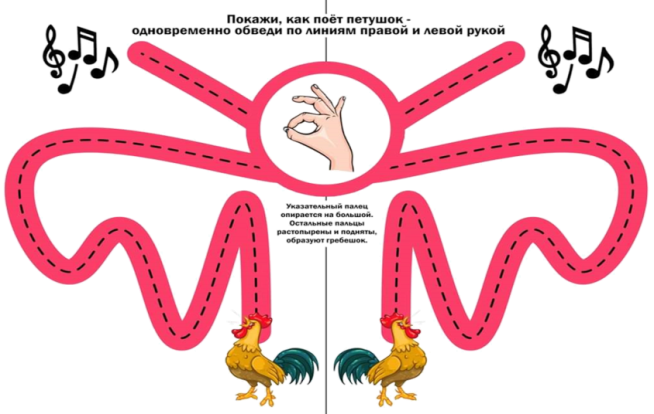 Покажи, как поёт петушок -
одновременно обведи по линиям правой и левой рукой
Указательный палец
опирается на большой.
Остальные пальцы
растопырены и подняты,
образуют гребешок.